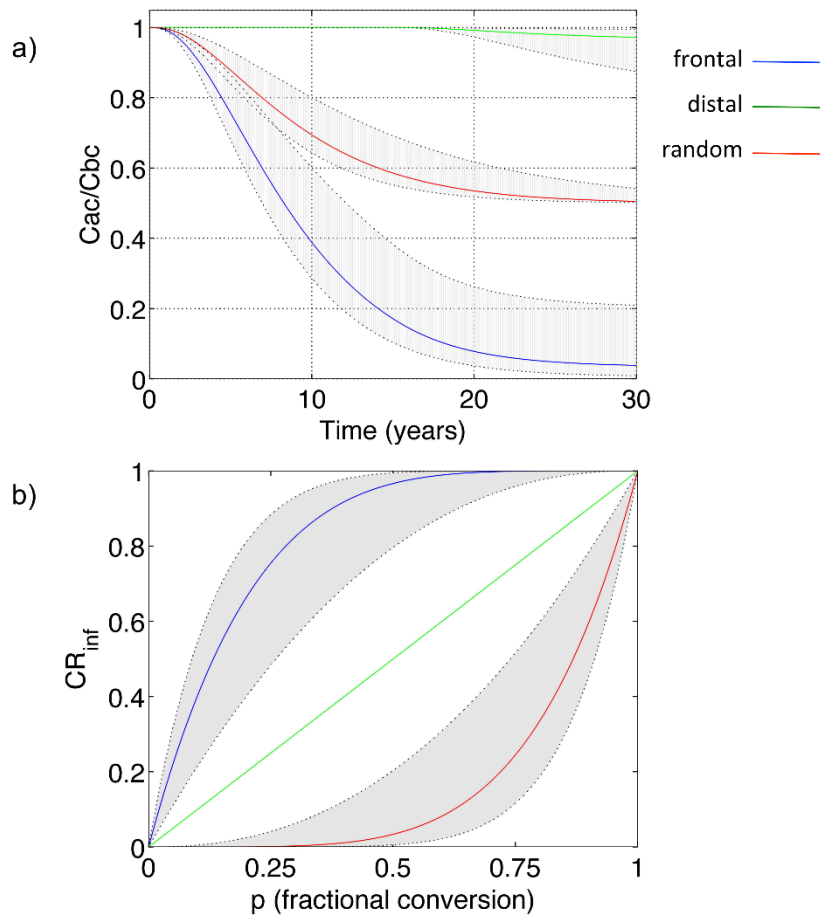 a)
1
0.8
0.6
0.4
0.2
0
Cac/Cbc
0 10 20 30
Time (years)
frontal
distal
random
b)
1
0.8
0.6
0.4
0.2
0
CR_inf
0 0.25 0.5 0.75 1
p (fractional conversion)